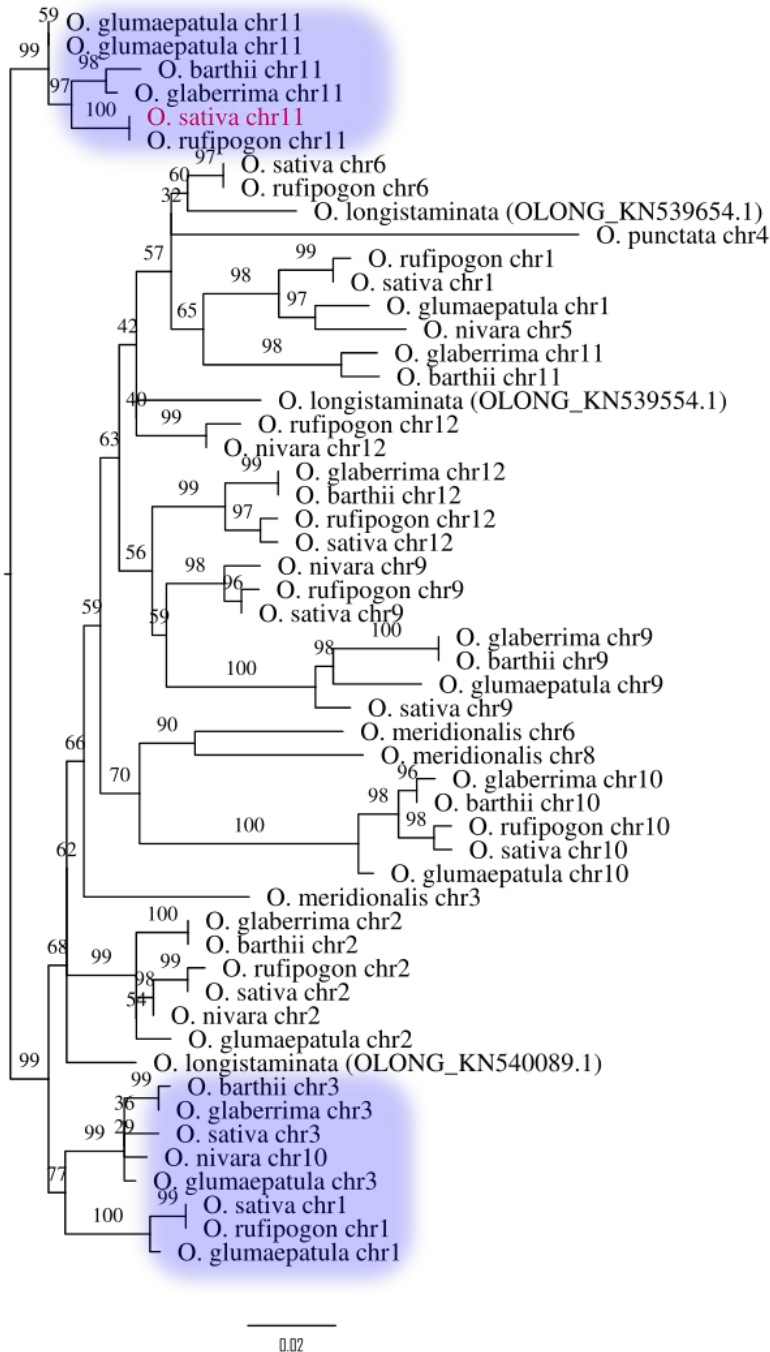 59
O. glumaepatula chr11
99
O. glumaepatula chr11
98
O. barthii chr11
97
O. glaberrima chr11
100
O. sativa chr11
O. rufipogon chr11
97
O. sativa chr6
60
O. rufipogon chr6
32
O. longistaminata (OLONG_KN539654.1)
O. punctata chr4
57
99
O. rufipogon chr1
98
O. sativa chr1
97
O. glumaepatula chr1
65
O. nivara chr5
42
98
O. glaberrima chr11
O. barthii chr11
40
O. longistaminata (OLONG_KN539554.1)
99
O. rufipogon chr12
63
O. nivara chr12
99
O. glaberrima chr12
99
O. barthii chr12
97
O. rufipogon chr12
O. sativa chr12
56
98
O. nivara chr9
96
O. rufipogon chr9
59
59
O. sativa chr9
100
O. glaberrima chr9
98
O. barthii chr9
100
O. glumaepatula chr9
O. sativa chr9
90
O. meridionalis chr6
66
O. meridionalis chr8
70
96
O. glaberrima chr10
98
O. barthii chr10
98
O. rufipogon chr10
100
O. sativa chr10
62
O. glumaepatula chr10
O. meridionalis chr3
100
O. glaberrima chr2
68
99
O. barthii chr2
99
O. rufipogon chr2
98
O. sativa chr2
54
O. nivara chr2
O. glumaepatula chr2
99
O. longistaminata (OLONG_KN540089.1)
99
O. barthii chr3
36
O. glaberrima chr3
99
29
O. sativa chr3
O. nivara chr10
77
O. glumaepatula chr3
99
O. sativa chr1
100
O. rufipogon chr1
O. glumaepatula chr1
0.02